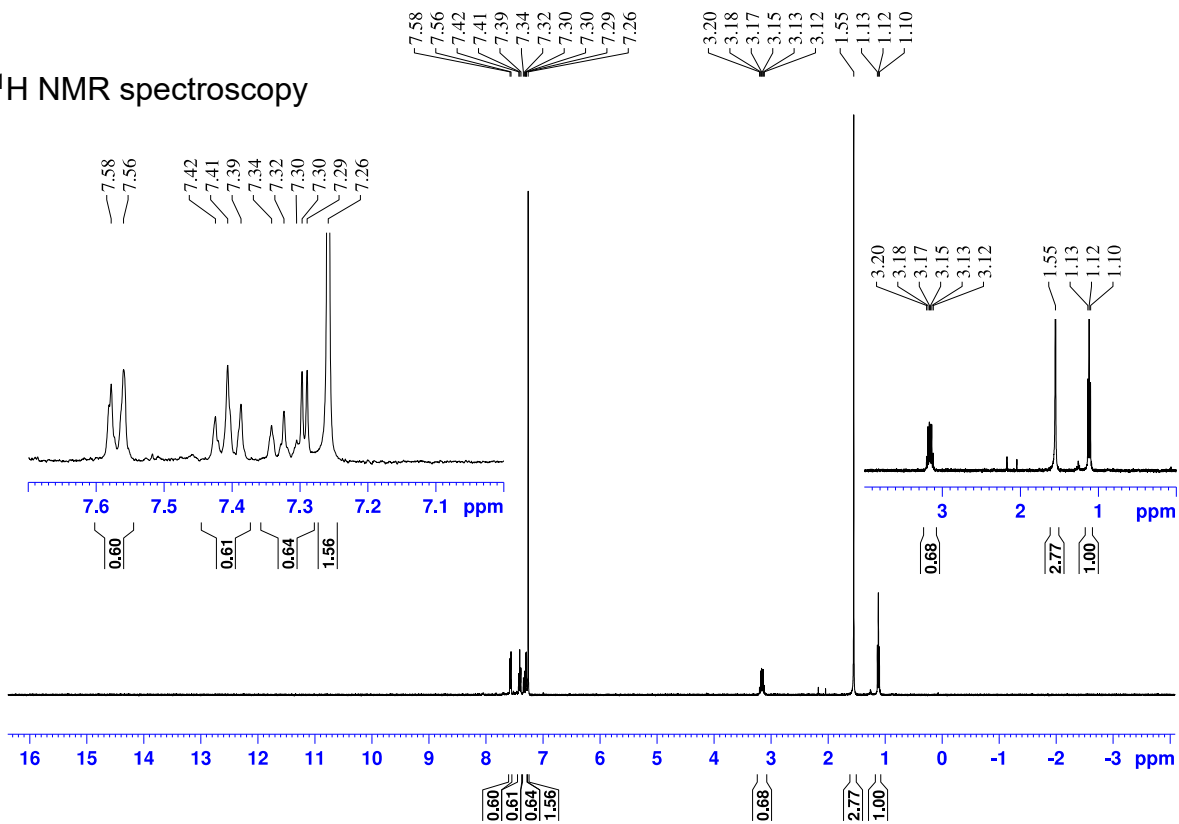 7.58 7.56 7.42 7.41 7.39 7.34 7.32 7.30 7.30 7.29 7.26 3.20 3.18 3.17 3.15 3.13 3.12 1.55 1.13 1.12 1.10
¹H NMR spectroscopy
7.58 7.56 7.42 7.41 7.39 7.34 7.32 7.30 7.30 7.29 7.26
3.20 3.18 3.17 3.15 3.13 3.12 1.55 1.13 1.12 1.10
7.6 7.5 7.4 7.3 7.2 7.1 ppm
0.60 0.61 0.64 1.56
3 2 1 ppm
0.68 2.77 1.00
16 15 14 13 12 11 10 9 8 7 6 5 4 3 2 1 0 -1 -2 -3 ppm
0.60 0.61 0.64 1.56 0.68 2.77 1.00